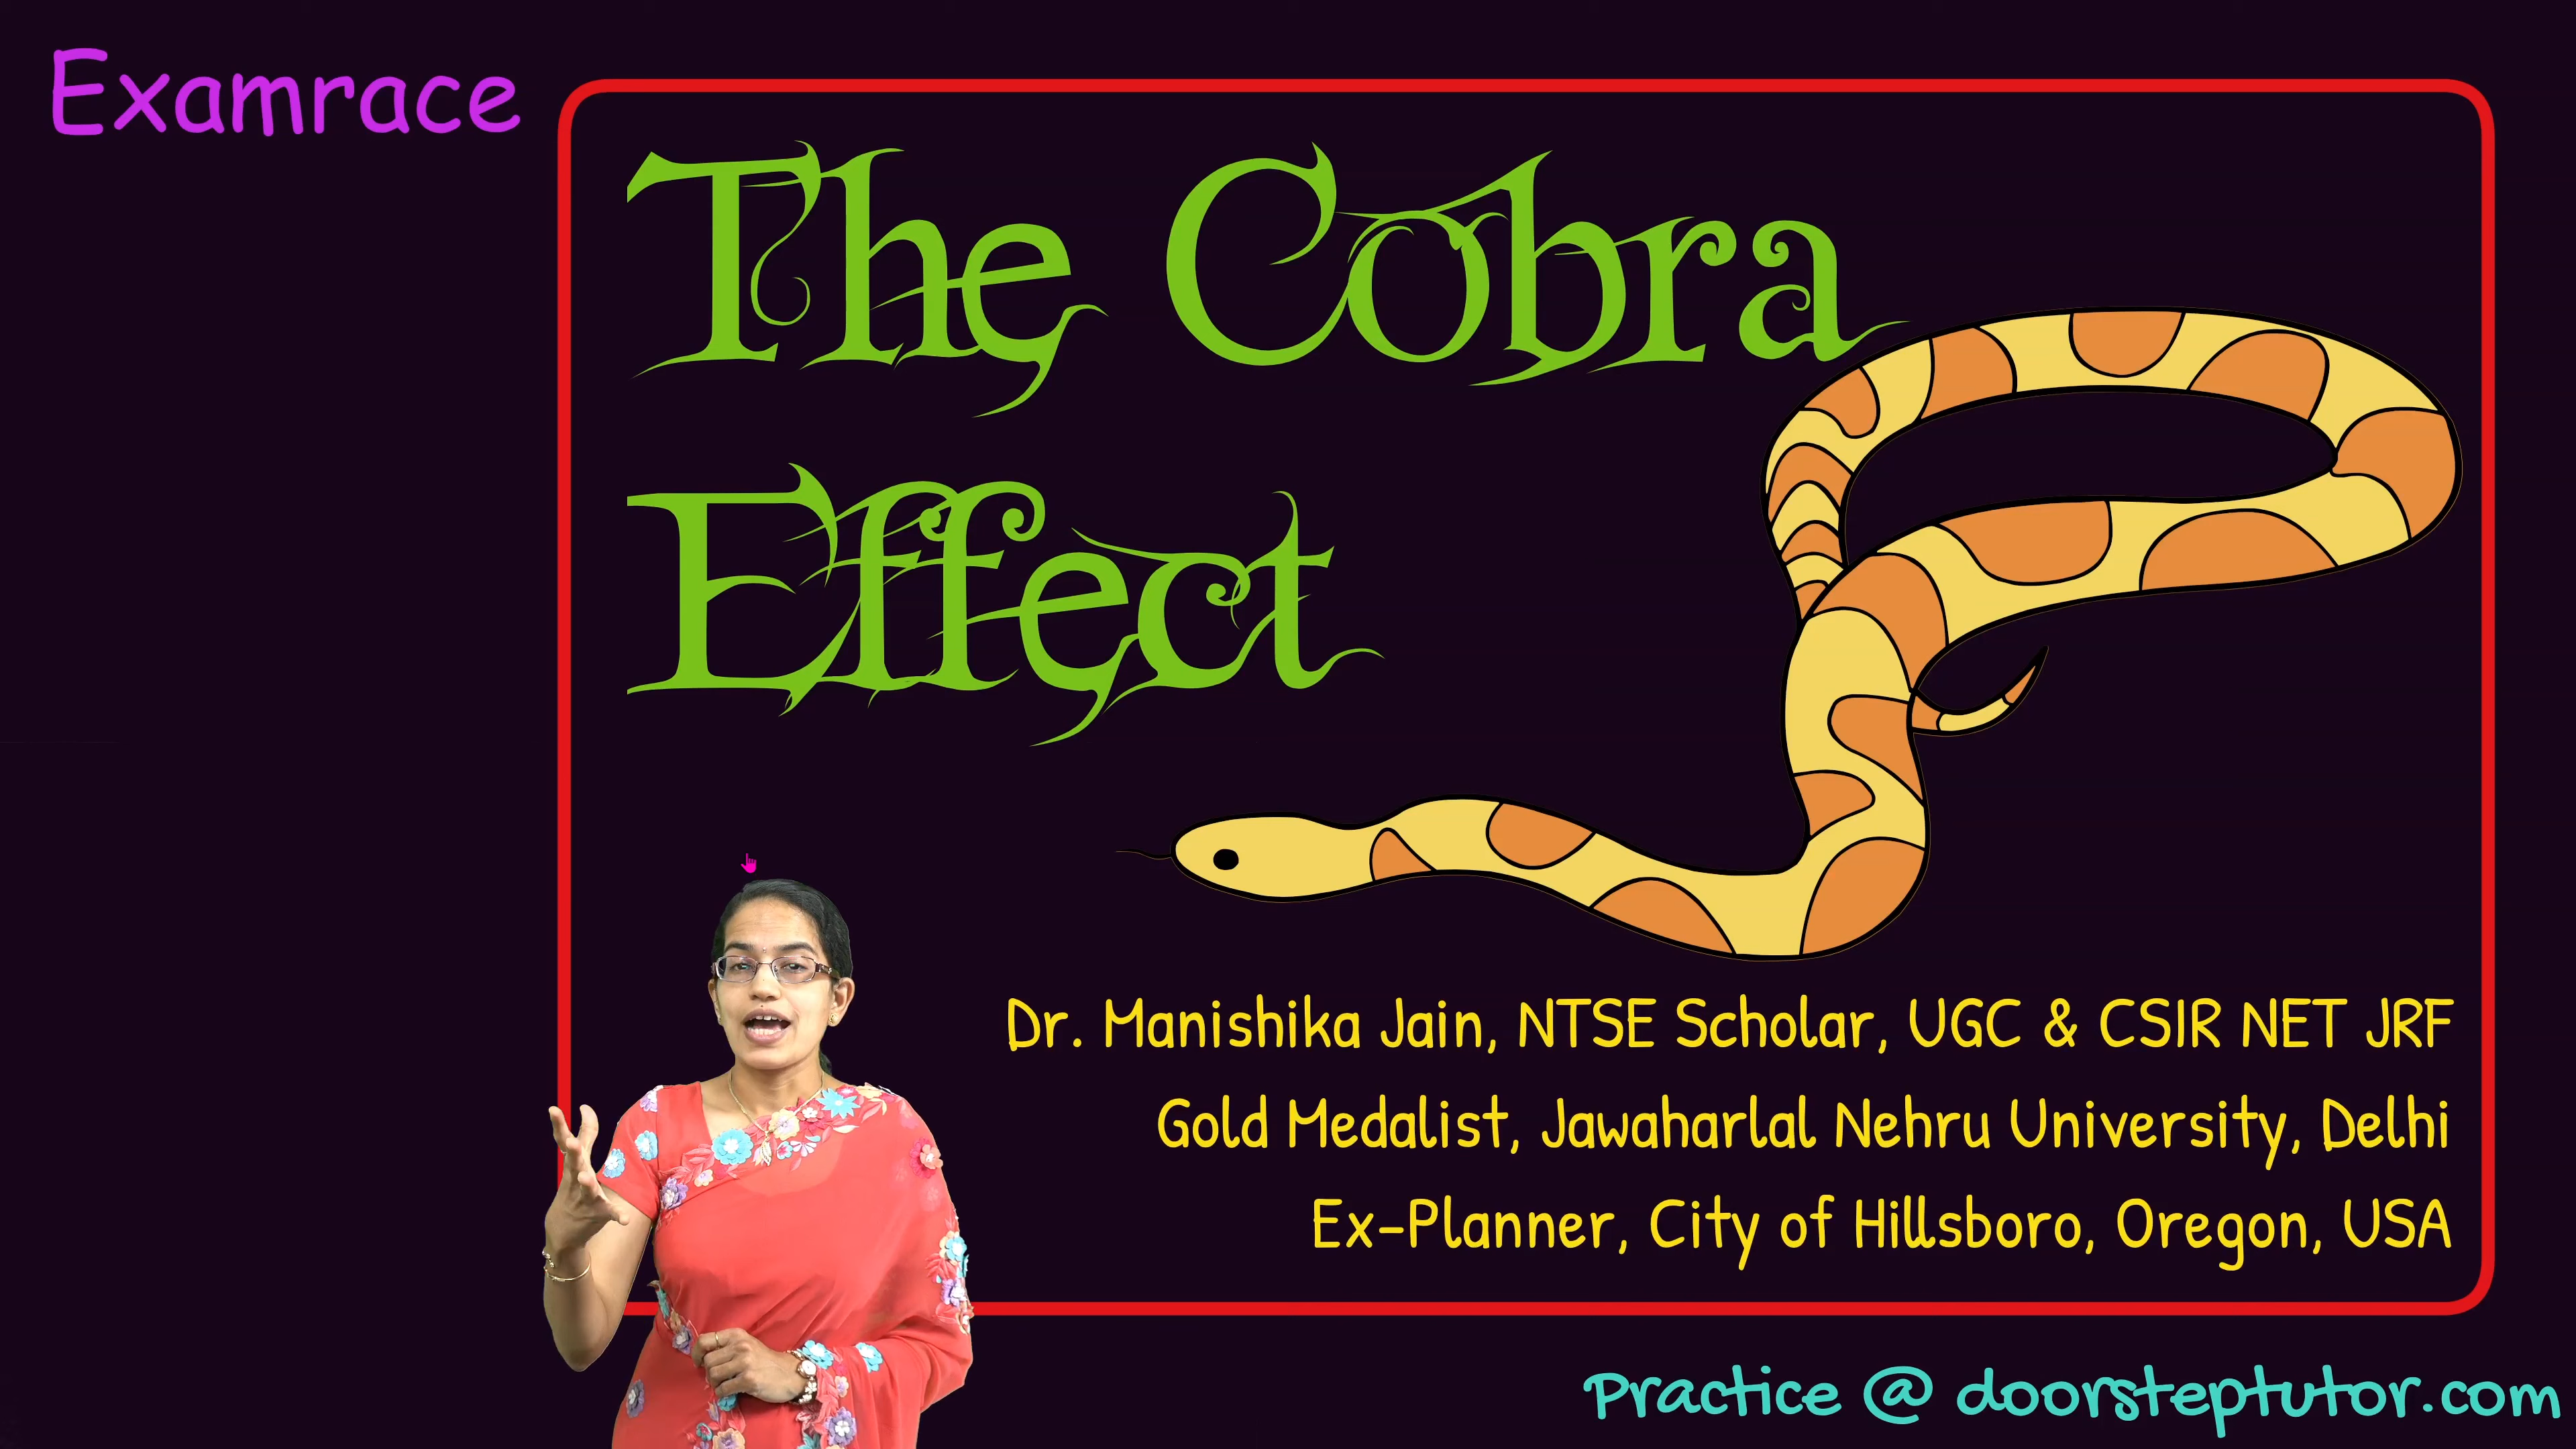 Examrace
The Cobra
Effect
Dr. Manishika Jain, NTSE Scholar, UGC & CSIR NET JRF
Gold Medalist, Jawaharlal Nehru University, Delhi
Ex-Planner, City of Hillsboro, Oregon, USA
Practice @ doorsteptutor.com